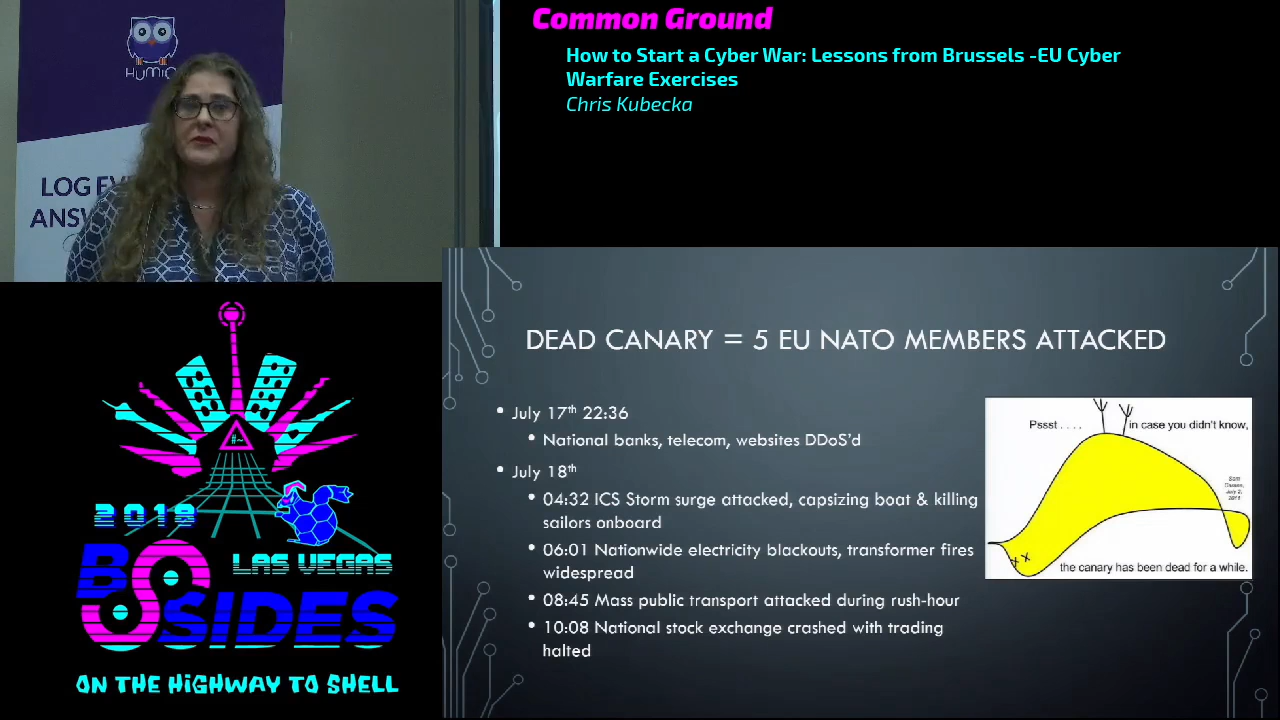 HUMIO
LOG EV
ANSW
Common Ground
How to Start a Cyber War: Lessons from Brussels -EU Cyber
Warfare Exercises
Chris Kubecka
DEAD CANARY = 5 EU NATO MEMBERS ATTACKED
• July 17th 22:36
• National banks, telecom, websites DDoS'd
• July 18th
• 04:32 ICS Storm surge attacked, capsizing boat & killing
sailors onboard
• 06:01 Nationwide electricity blackouts, transformer fires
widespread
• 08:45 Mass public transport attacked during rush-hour
• 10:08 National stock exchange crashed with trading
halted
Pssst . . . . in case you didn't know,
the canary has been dead for a while.
#~
2019
LAS VEGAS
BSIDES
ON THE HIGHWAY TO SHELL